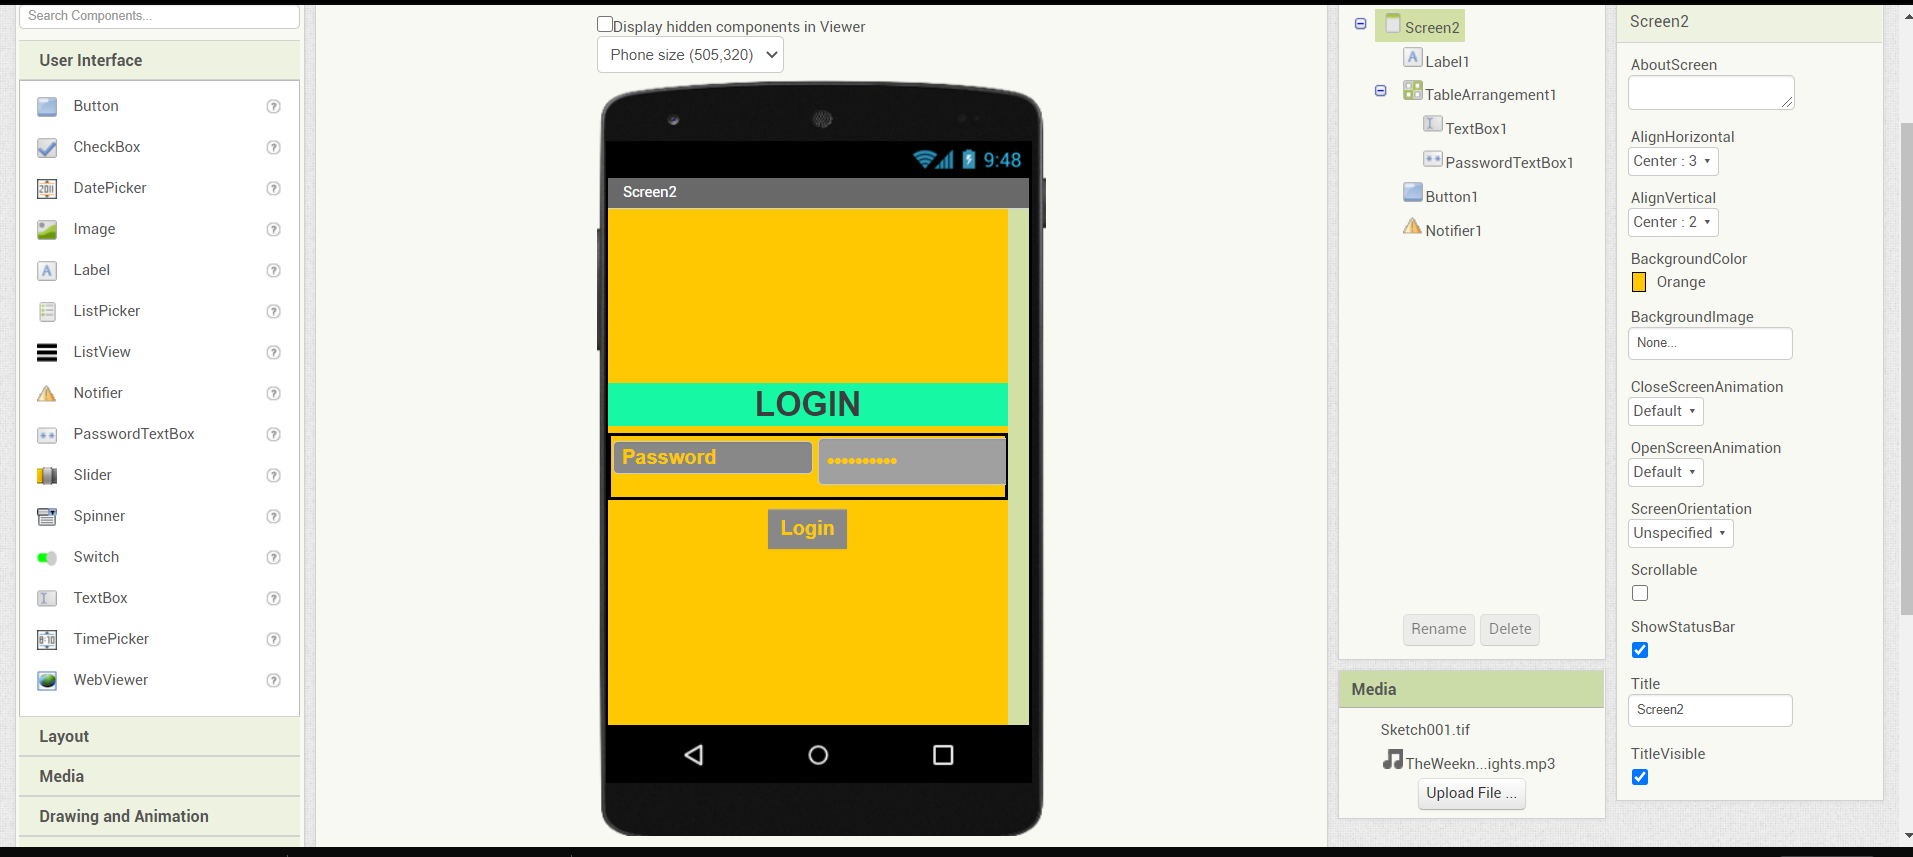 Search Components...
User Interface
Button
CheckBox
DatePicker
Image
Label
ListPicker
ListView
Notifier
PasswordTextBox
Slider
Spinner
Switch
TextBox
TimePicker
WebViewer
Layout
Media
Drawing and Animation
Display hidden components in Viewer
Phone size (505,320)
9:48
Screen2
LOGIN
Password
Login
Screen2
Label1
TableArrangement1
TextBox1
PasswordTextBox1
Button1
Notifier1
Rename Delete
Media
Sketch001.tif
TheWeekn...ights.mp3
Upload File ...
Screen2
AboutScreen
AlignHorizontal
Center : 3
AlignVertical
Center : 2
BackgroundColor
Orange
BackgroundImage
None...
CloseScreenAnimation
Default
OpenScreenAnimation
Default
ScreenOrientation
Unspecified
Scrollable
ShowStatusBar
Title
Screen2
TitleVisible